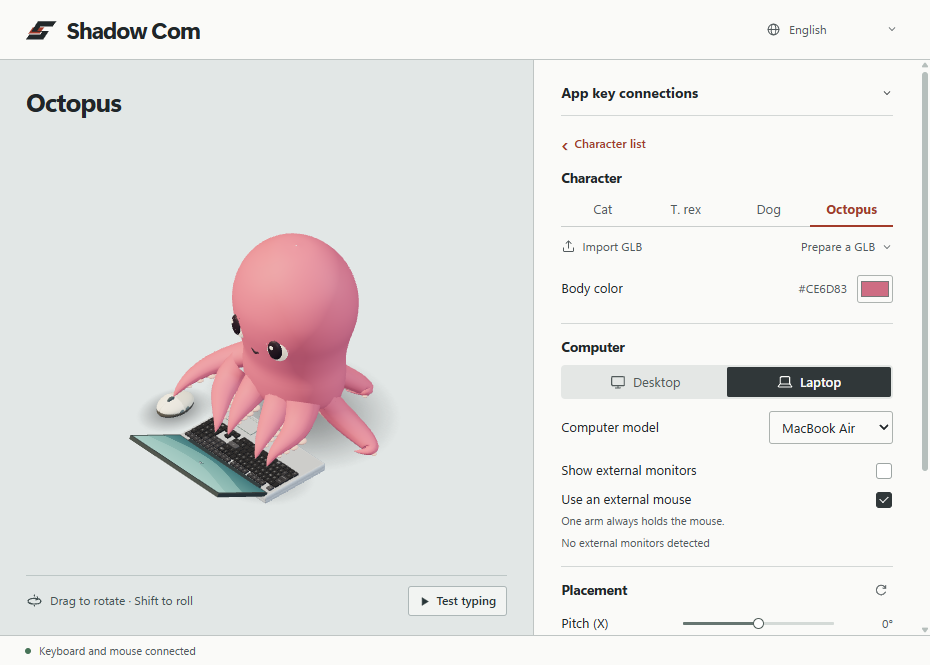 Shadow Com
English
Octopus
App key connections
Character list
Character
Cat
T. rex
Dog
Octopus
Import GLB
Prepare a GLB
Body color
#CE6D83
Computer
Desktop
Laptop
Computer model
MacBook Air
Show external monitors
Use an external mouse
One arm always holds the mouse.
No external monitors detected
Placement
Pitch (X)
0°
Drag to rotate · Shift to roll
Test typing
Keyboard and mouse connected